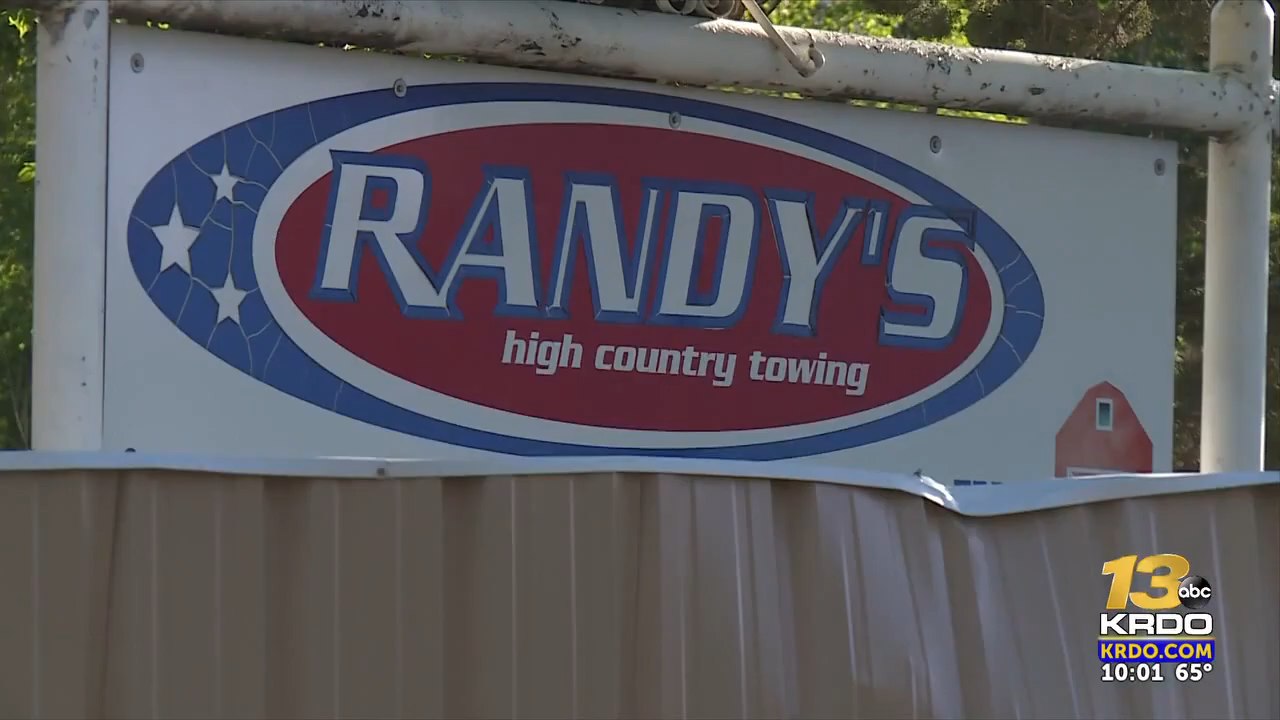 RANDY'S
high country towing
13 abc
KRDO
KRDO.COM
10:01 65°